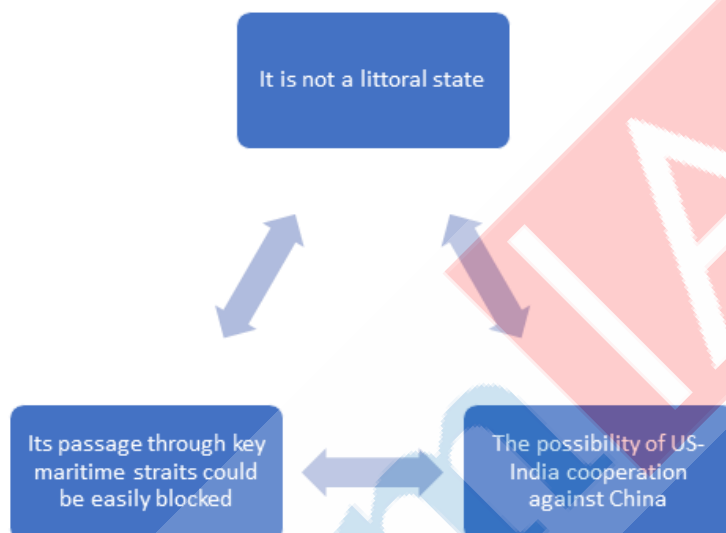 It is not a littoral state
Its passage through key
maritime straits could
be easily blocked
The possibility of US-
India cooperation
against China